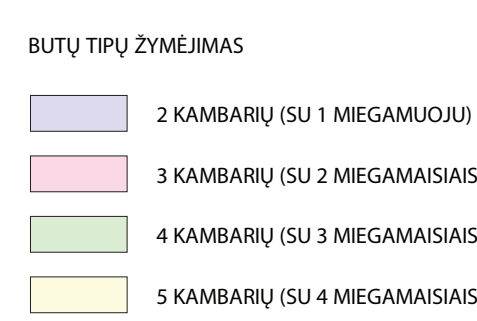 BUTŲ TIPŲ ŽYMĖJIMAS
2 KAMBARIŲ (SU 1 MIEGAMUOJU)
3 KAMBARIŲ (SU 2 MIEGAMAISIAIS
4 KAMBARIŲ (SU 3 MIEGAMAISIAIS
5 KAMBARIŲ (SU 4 MIEGAMAISIAIS